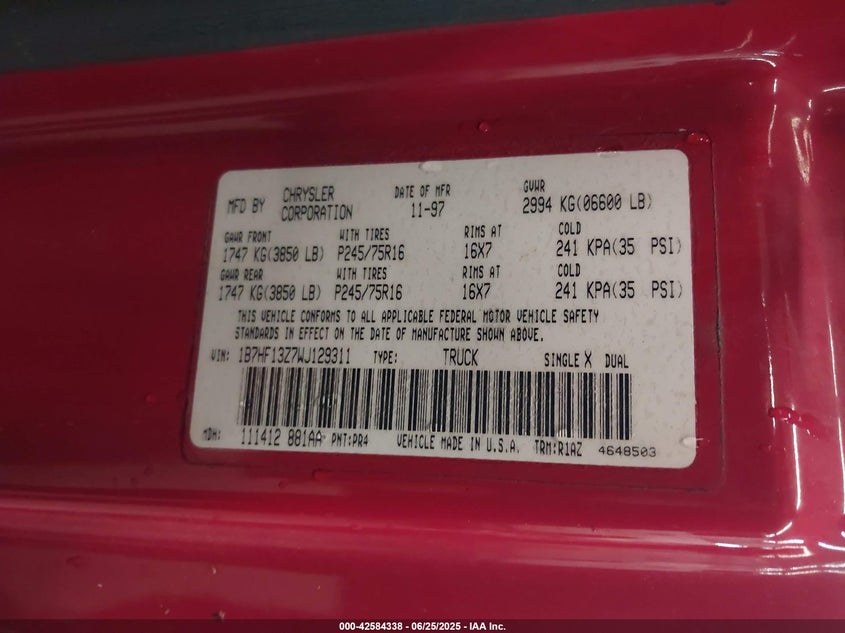 MFD BY CHRYSLER CORPORATION DATE OF MFR 11-97 GVWR 2994 KG(06600 LB)
GAWR FRONT WITH TIRES RIMS AT COLD
1747 KG(3850 LB) P245/75R16 16X7 241 KPA(35 PSI)
GAWR REAR WITH TIRES RIMS AT COLD
1747 KG(3850 LB) P245/75R16 16X7 241 KPA(35 PSI)
THIS VEHICLE CONFORMS TO ALL APPLICABLE FEDERAL MOTOR VEHICLE SAFETY
STANDARDS IN EFFECT ON THE DATE OF MANUFACTURE SHOWN ABOVE.
VIN: 1B7HF13Z7WJ129311 TYPE: TRUCK SINGLE X DUAL
MDH: 111412 881AA PNT:PR4 VEHICLE MADE IN U.S.A. TRM:R1AZ 4648503
000-42584338 - 06/25/2025 - IAA Inc.